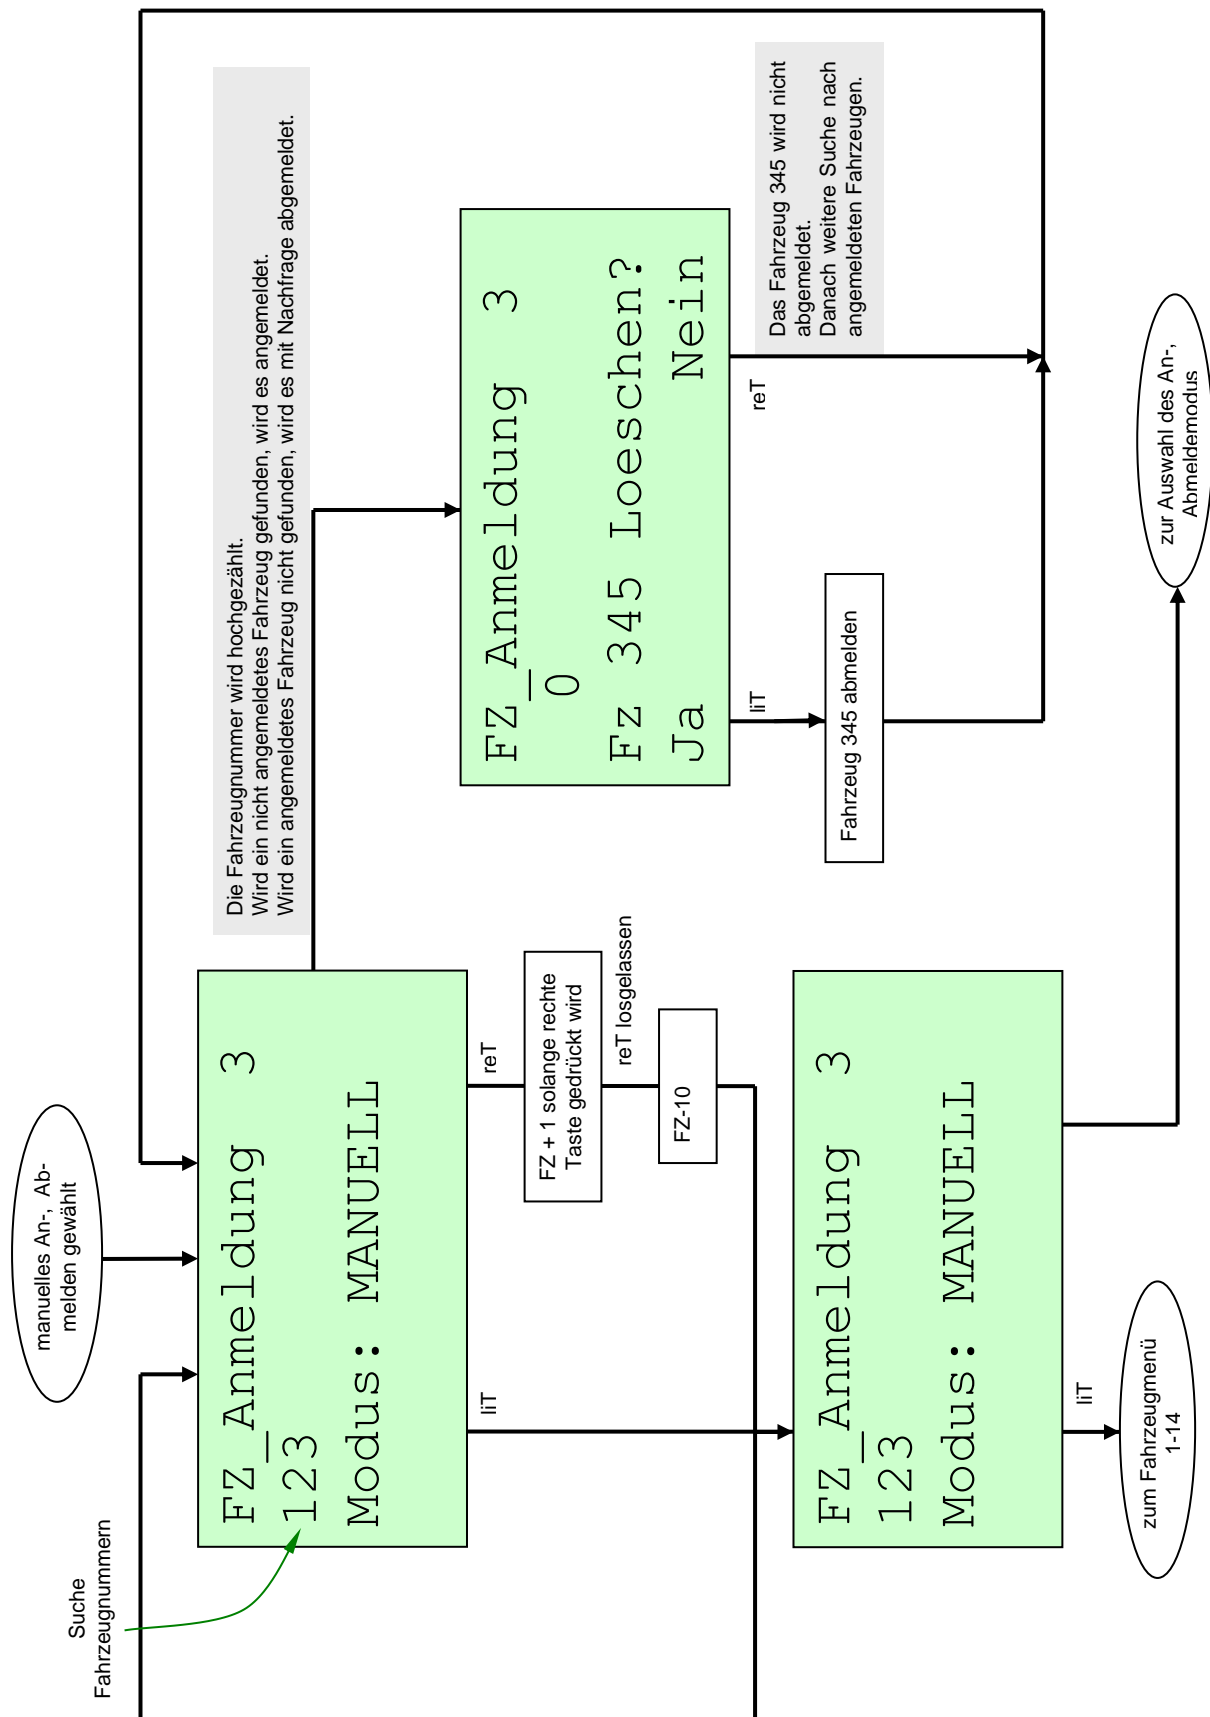 Suche
Fahrzeugnummern
manuelles An-, Ab-
melden gewählt
FZ_Anmeldung 3
123
Modus: MANUELL
Die Fahrzeugnummer wird hochgezählt.
Wird ein nicht angemeldetes Fahrzeug gefunden, wird es angemeldet.
Wird ein angemeldetes Fahrzeug nicht gefunden, wird es mit Nachfrage abgemeldet.
liT
reT
FZ + 1 solange rechte
Taste gedrückt wird
reT losgelassen
FZ-10
FZ_Anmeldung 3
0
Fz 345 Loeschen?
Ja Nein
liT
reT
Das Fahrzeug 345 wird nicht
abgemeldet.
Danach weitere Suche nach
angemeldeten Fahrzeugen.
Fahrzeug 345 abmelden
FZ_Anmeldung 3
123
Modus: MANUELL
liT
zum Fahrzeugmenü
1-14
zur Auswahl des An-,
Abmeldemodus